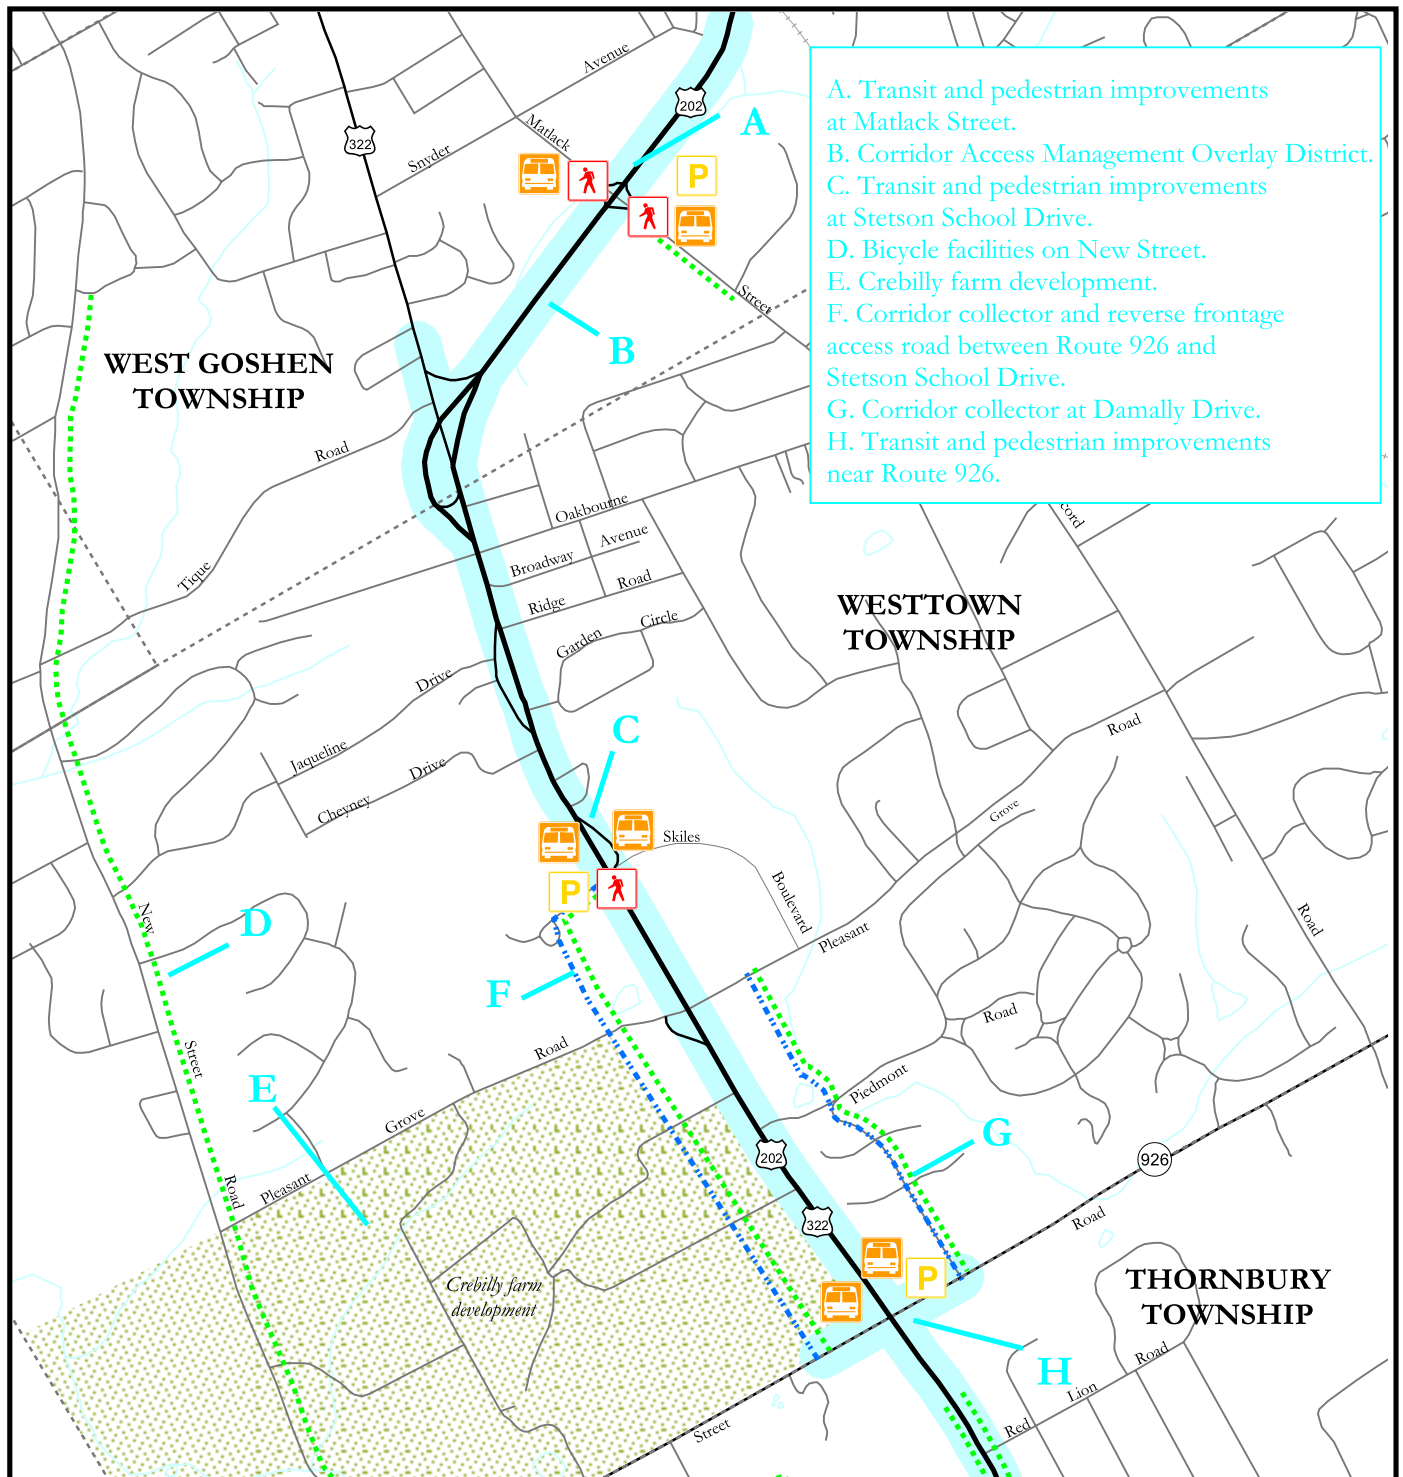 A. Transit and pedestrian improvements
at Matlack Street.
B. Corridor Access Management Overlay District.
C. Transit and pedestrian improvements
at Stetson School Drive.
D. Bicycle facilities on New Street.
E. Crebilly farm development.
F. Corridor collector and reverse frontage
access road between Route 926 and
Stetson School Drive.
G. Corridor collector at Damally Drive.
H. Transit and pedestrian improvements
near Route 926.
Avenue
202
A
Matlack
322
Snyder
P
Street
B
WEST GOSHEN
TOWNSHIP
Road
Oakbourne
cord
Avenue
Broadway
Tique
Road
Ridge
WESTTOWN
TOWNSHIP
Circle
Garden
Drive
C
Road
Jaqueline
Drive
Cheyney
Grove
Skiles
P
Boulevard
New
D
Pleasant
Road
F
Road
Street
Road
Piedmont
E
Grove
G
202
926
Pleasant
Road
322
Road
P
Crebilly farm
development
THORNBURY
TOWNSHIP
H
Road
Lion
Red
Street